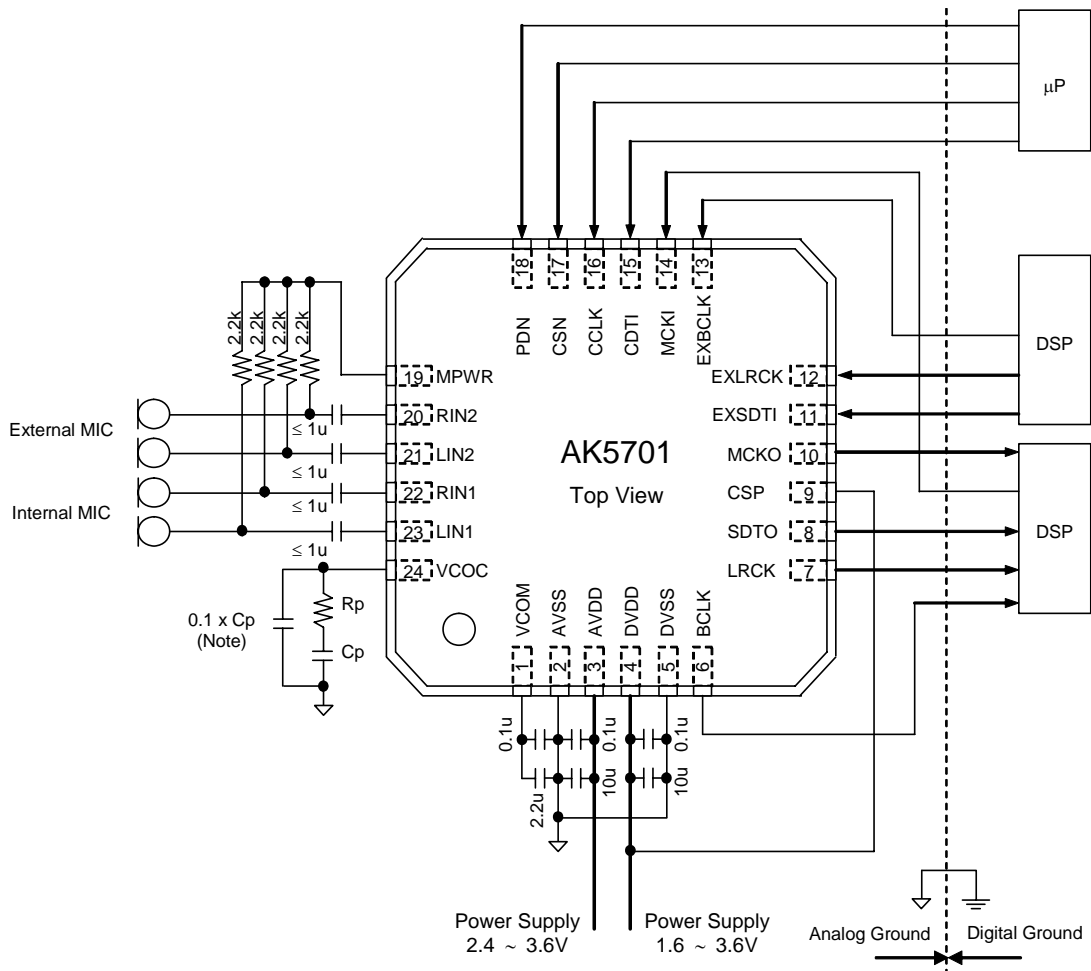 µP
18
17
16
15
14
13
PDN
CSN
CCLK
CDTI
MCKI
EXBCLK
2.2k
2.2k
2.2k
2.2k
DSP
19 MPWR
EXLRCK 12
External MIC
≤ 1u
20 RIN2
EXSDTI 11
≤ 1u
21 LIN2
AK5701
MCKO 10
Top View
CSP 9
Internal MIC
≤ 1u
22 RIN1
SDTO 8
DSP
≤ 1u
23 LIN1
LRCK 7
24 VCOC
0.1 x Cp
(Note)
Rp
Cp
VCOM
AVSS
AVDD
DVDD
DVSS
BCLK
1
2
3
4
5
6
0.1u
0.1u
0.1u
2.2u
10u
10u
Power Supply
2.4 ~ 3.6V
Power Supply
1.6 ~ 3.6V
Analog Ground
Digital Ground